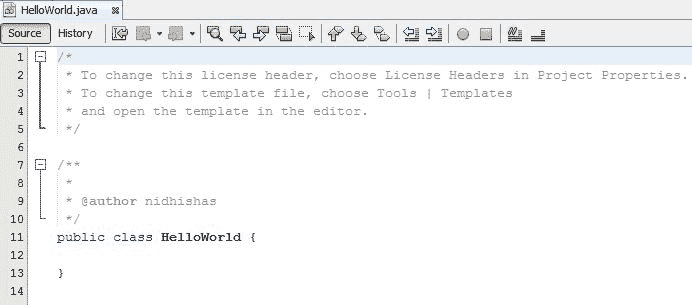 HelloWorld.java
Source History
1 /*
2 * To change this license header, choose License Headers in Project Properties.
3 * To change this template file, choose Tools | Templates
4 * and open the template in the editor.
5 */
6
7 /**
8 *
9 * @author nidhishas
10 */
11 public class HelloWorld {
12
13 }
14